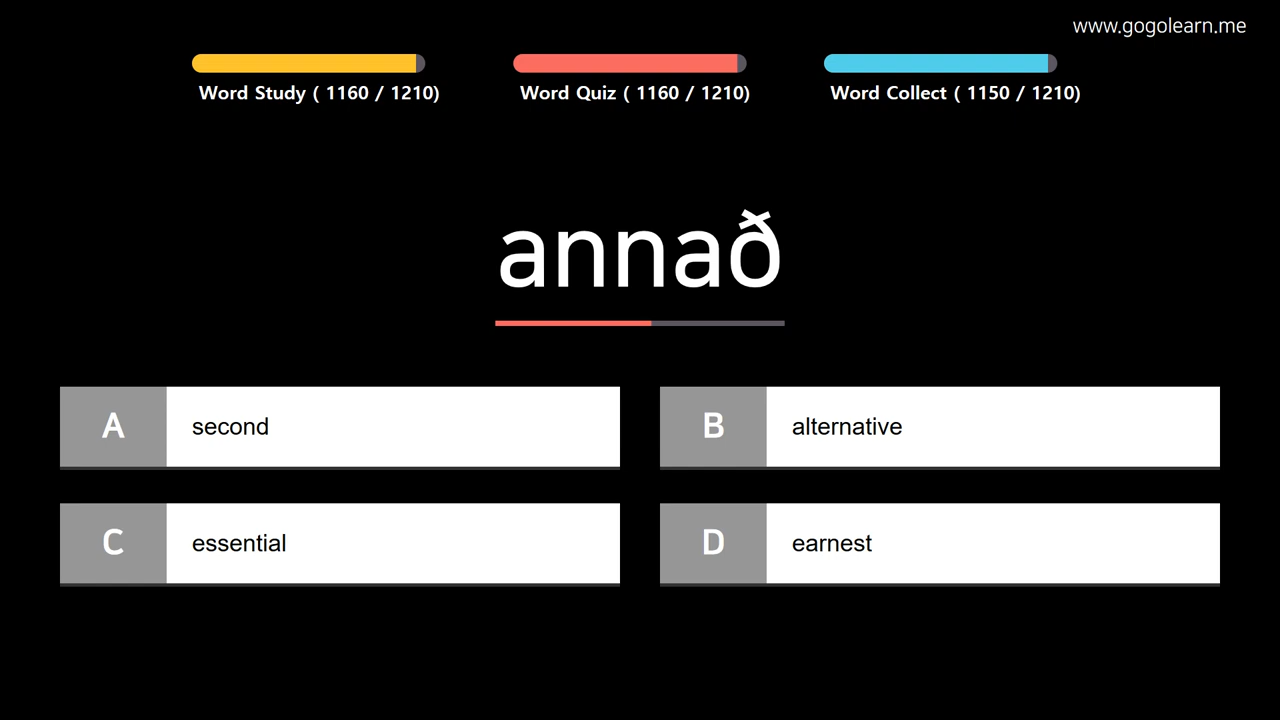 www.gogolearn.me
Word Study ( 1160 / 1210)
Word Quiz ( 1160 / 1210)
Word Collect ( 1150 / 1210)
annað
A second
B alternative
C essential
D earnest